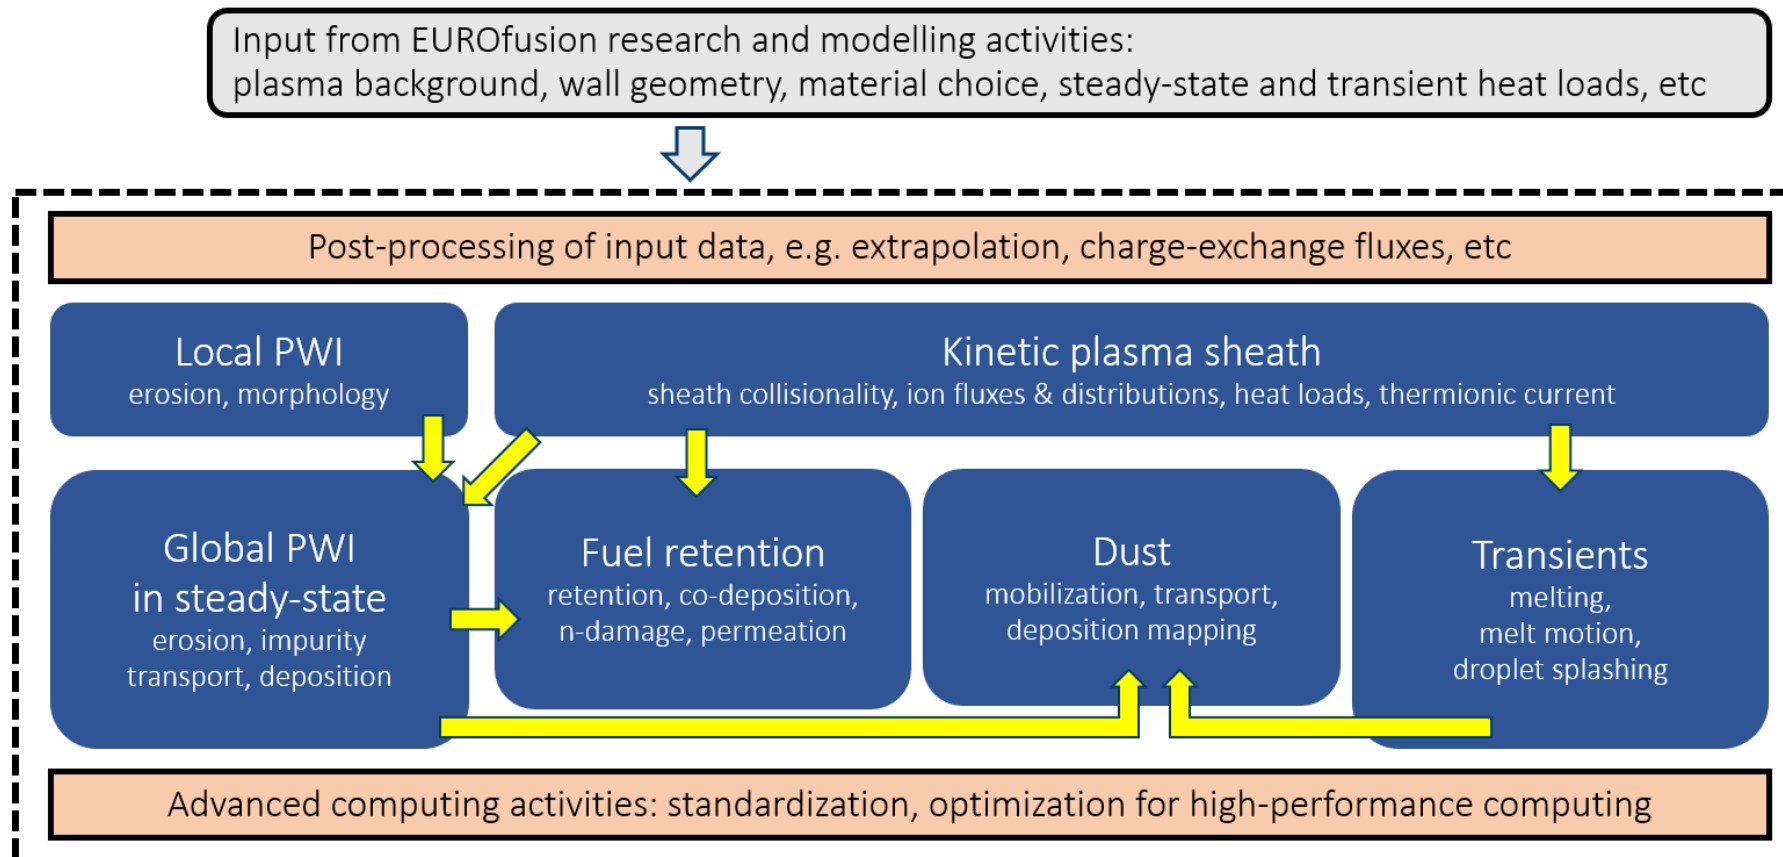 Input from EUROfusion research and modelling activities:
plasma background, wall geometry, material choice, steady-state and transient heat loads, etc
Post-processing of input data, e.g. extrapolation, charge-exchange fluxes, etc
Local PWI
erosion, morphology
Kinetic plasma sheath
sheath collisionality, ion fluxes & distributions, heat loads, thermionic current
Global PWI
in steady-state
erosion, impurity
transport, deposition
Fuel retention
retention, co-deposition,
n-damage, permeation
Dust
mobilization, transport,
deposition mapping
Transients
melting,
melt motion,
droplet splashing
Advanced computing activities: standardization, optimization for high-performance computing